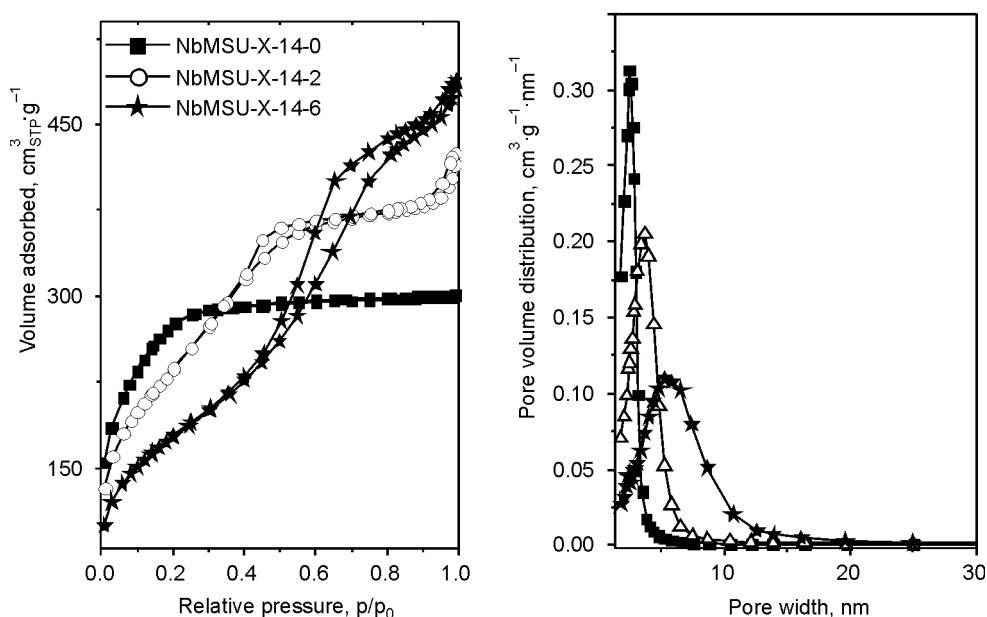 NbMSU-X-14-0
NbMSU-X-14-2
NbMSU-X-14-6
Volume adsorbed, cm³STP·g⁻¹
450
300
150
0.0 0.2 0.4 0.6 0.8 1.0
Relative pressure, p/p₀
Pore volume distribution, cm³·g⁻¹·nm⁻¹
0.30
0.25
0.20
0.15
0.10
0.05
0.00
10 20 30
Pore width, nm